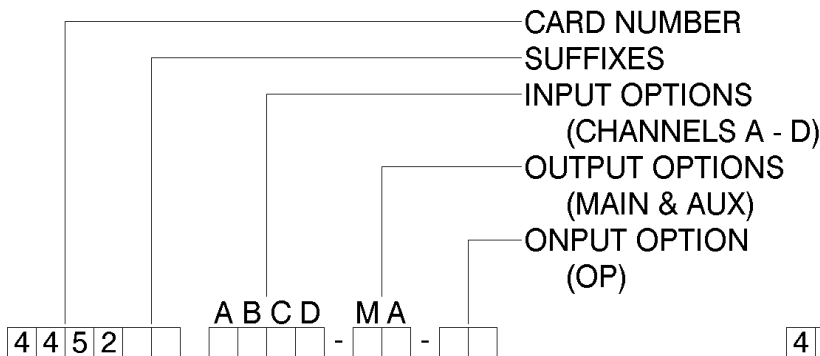 CARD NUMBER
SUFFIXES
INPUT OPTIONS
(CHANNELS A - D)
OUTPUT OPTIONS
(MAIN & AUX)
ONPUT OPTION
(OP)
A B C D M A
4 4 5 2 - - 4